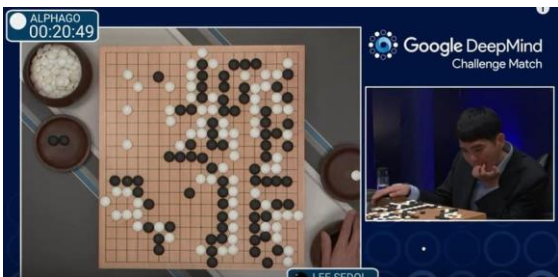 ALPHAGO
00:20:49
Google DeepMind
Challenge Match
LEE SEDOL